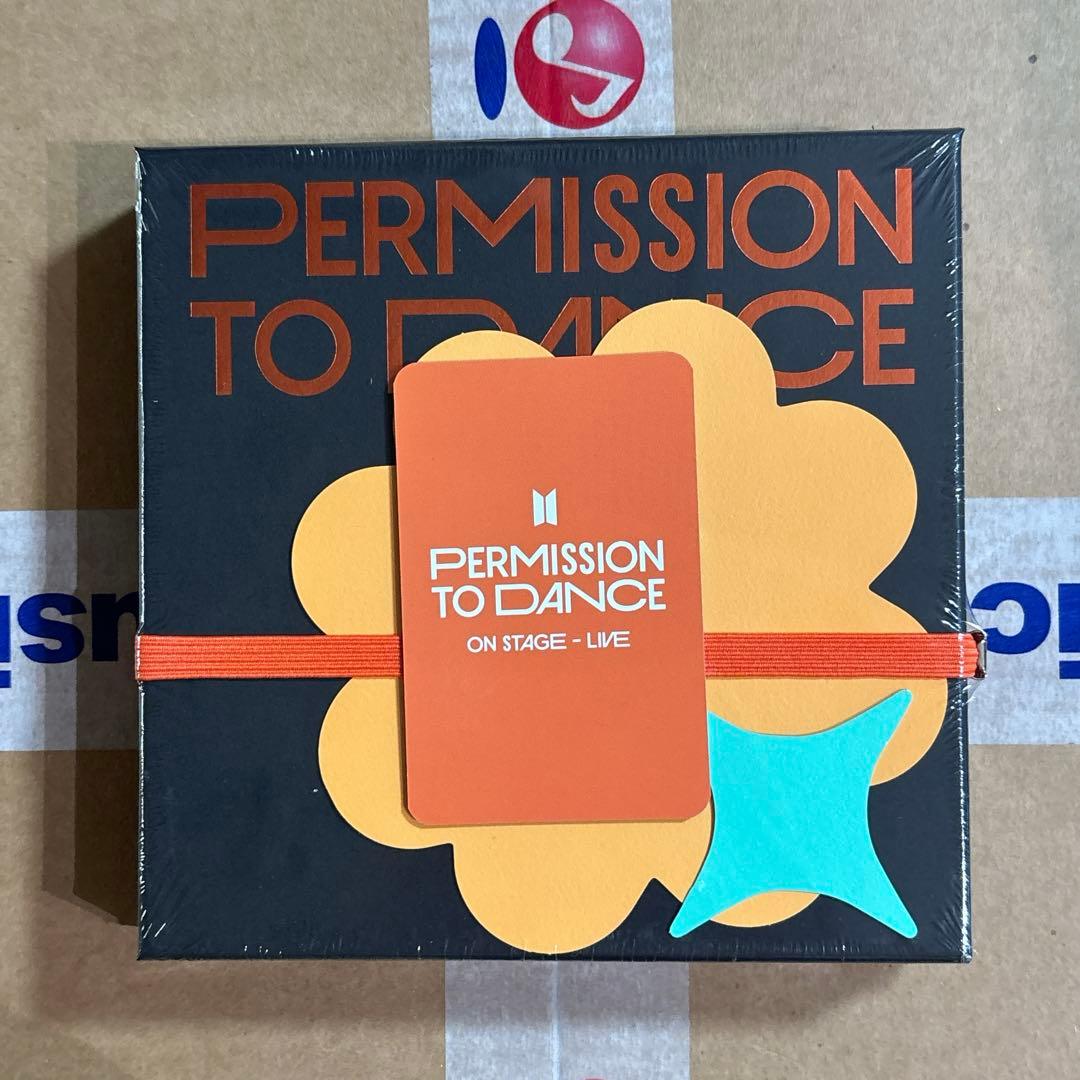 PERMISSION
TO DANCE
PERMISSION
TO DANCE
ON STAGE - LIVE